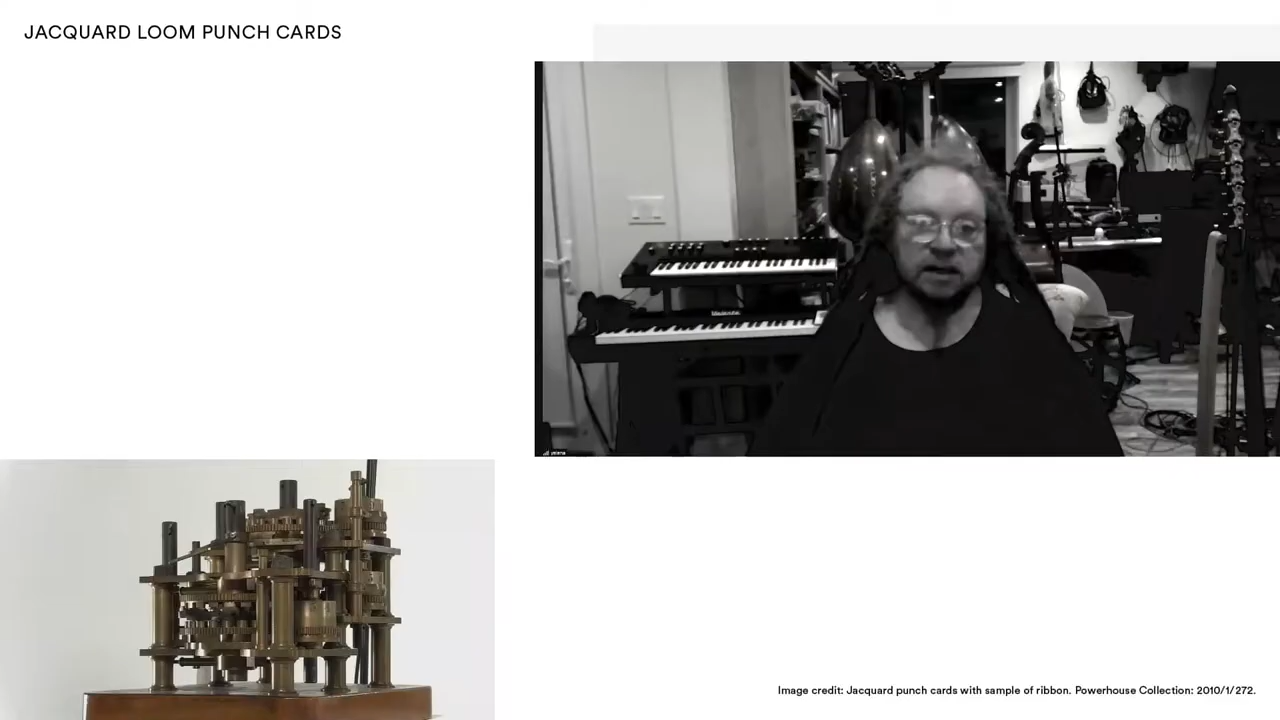 JACQUARD LOOM PUNCH CARDS
Image credit: Jacquard punch cards with sample of ribbon. Powerhouse Collection: 2010/1/272.